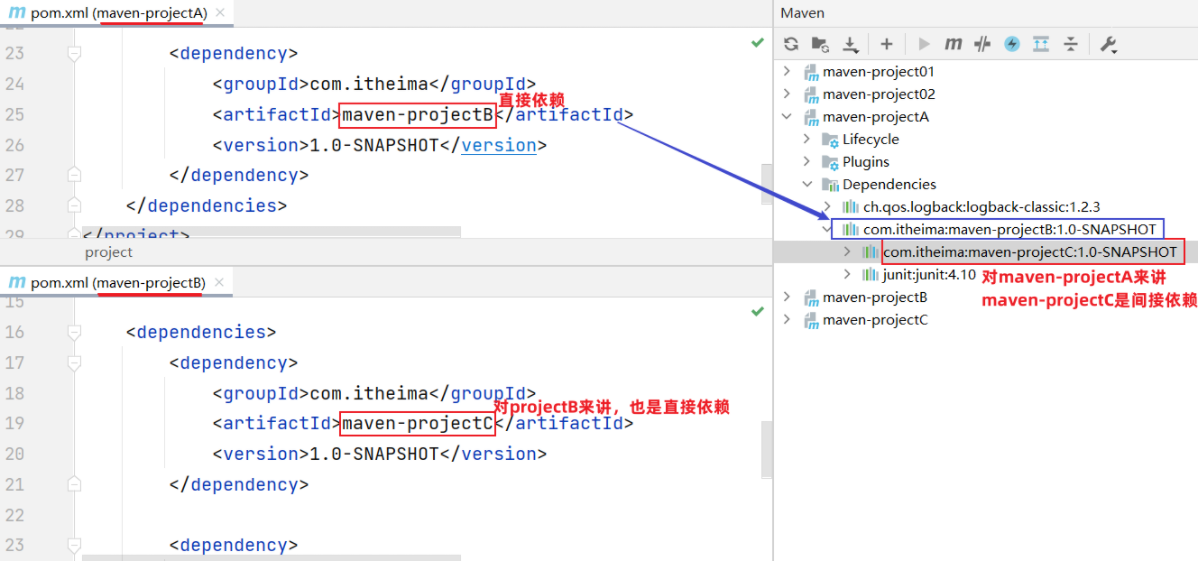 m pom.xml (maven-projectA) ×
23 <dependency>
24 <groupId>com.itheima</groupId>
直接依赖
25 <artifactId>maven-projectB</artifactId>
26 <version>1.0-SNAPSHOT</version>
27 </dependency>
28 </dependencies>
29 </project>
project
m pom.xml (maven-projectB) ×
15
16 <dependencies>
17 <dependency>
18 <groupId>com.itheima</groupId>
对projectB来讲，也是直接依赖
19 <artifactId>maven-projectC</artifactId>
20 <version>1.0-SNAPSHOT</version>
21 </dependency>
22
23 <dependency>
Maven
m
maven-project01
maven-project02
maven-projectA
Lifecycle
Plugins
Dependencies
ch.qos.logback:logback-classic:1.2.3
com.itheima:maven-projectB:1.0-SNAPSHOT
com.itheima:maven-projectC:1.0-SNAPSHOT
junit:junit:4.10
对maven-projectA来讲
maven-projectC是间接依赖
maven-projectB
maven-projectC